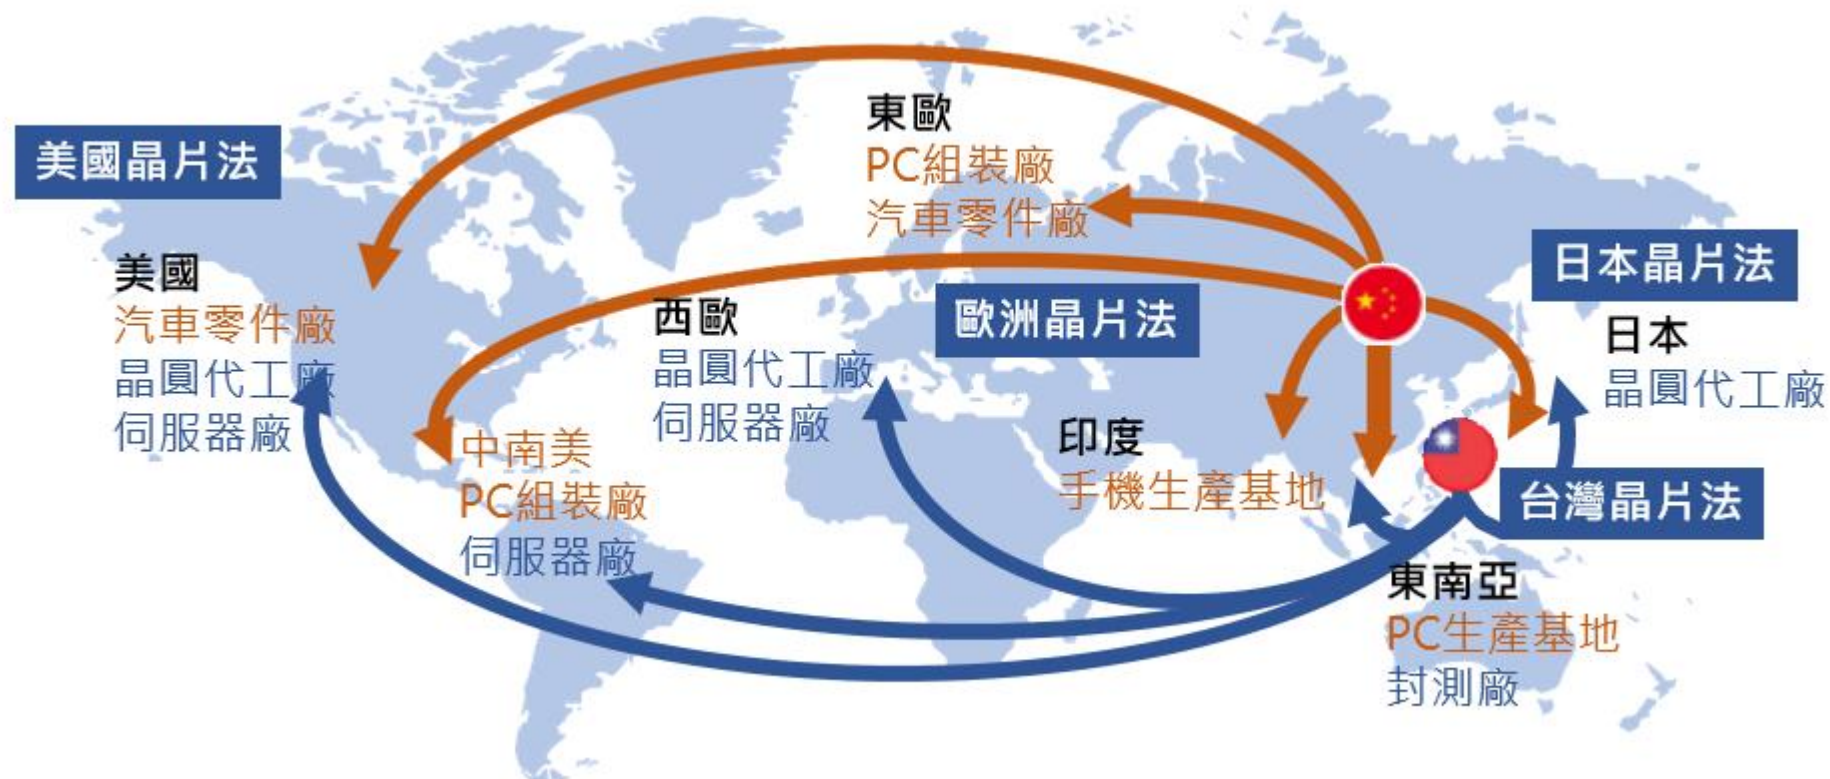 美國晶片法
美國
汽車零件廠
晶圓代工廠
伺服器廠
中南美
PC組裝廠
伺服器廠
東歐
PC組裝廠
汽車零件廠
西歐
晶圓代工廠
伺服器廠
歐洲晶片法
印度
手機生產基地
日本晶片法
日本
晶圓代工廠
台灣晶片法
東南亞
PC生產基地
封測廠